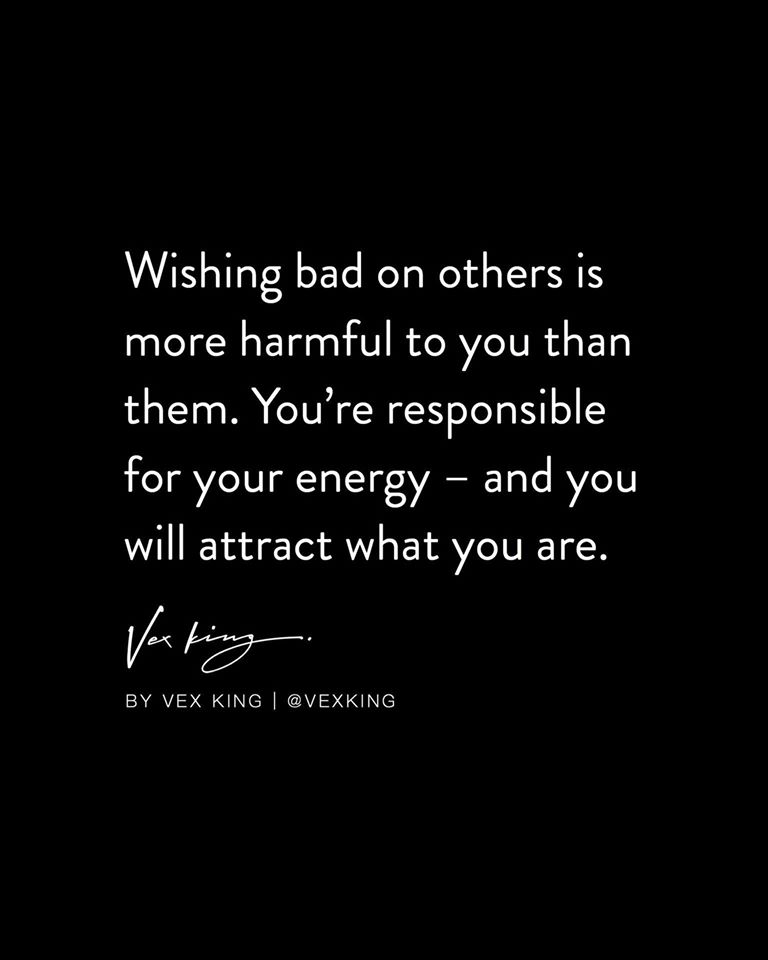 Wishing bad on others is
more harmful to you than
them. You’re responsible
for your energy – and you
will attract what you are.
Vex King.
BY VEX KING | @VEXKING